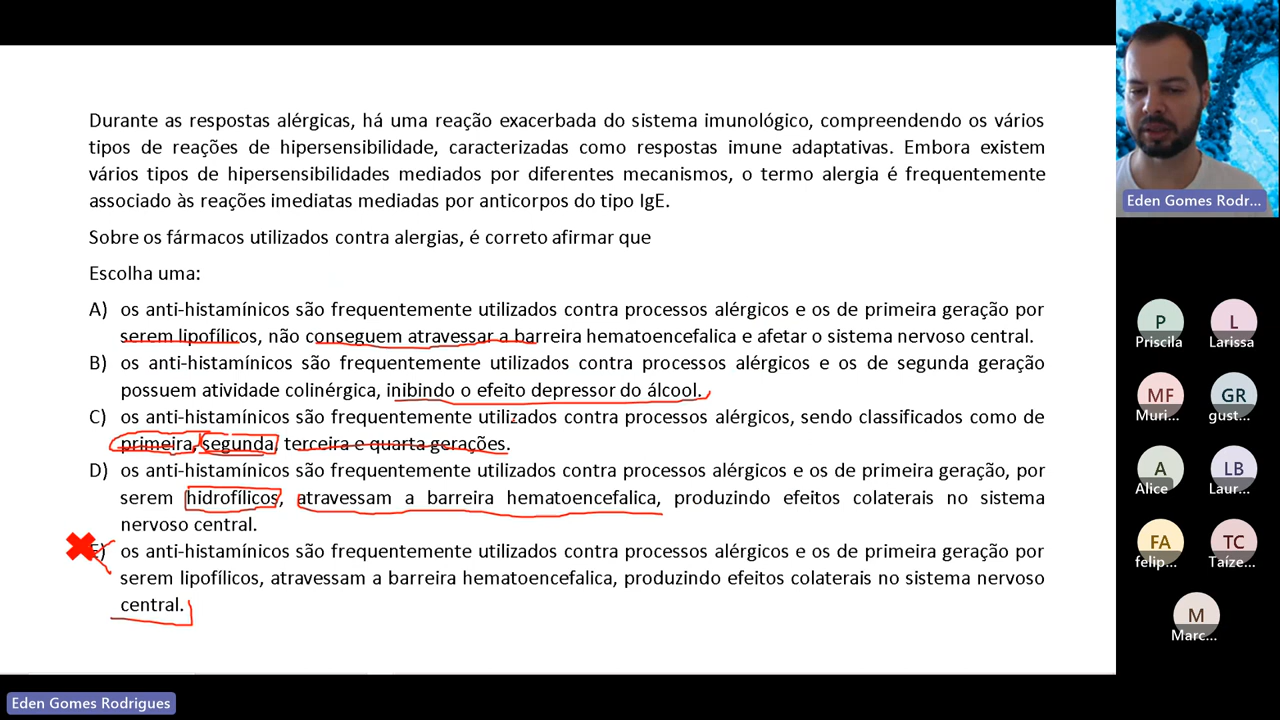 Durante as respostas alérgicas, há uma reação exacerbada do sistema imunológico, compreendendo os vários
tipos de reações de hipersensibilidade, caracterizadas como respostas imune adaptativas. Embora existem
vários tipos de hipersensibilidades mediados por diferentes mecanismos, o termo alergia é frequentemente
associado às reações imediatas mediadas por anticorpos do tipo IgE.
Sobre os fármacos utilizados contra alergias, é correto afirmar que
Escolha uma:
A) os anti-histamínicos são frequentemente utilizados contra processos alérgicos e os de primeira geração por
serem lipofílicos, não conseguem atravessar a barreira hematoencefalica e afetar o sistema nervoso central.
B) os anti-histamínicos são frequentemente utilizados contra processos alérgicos e os de segunda geração
possuem atividade colinérgica, inibindo o efeito depressor do álcool.
C) os anti-histamínicos são frequentemente utilizados contra processos alérgicos, sendo classificados como de
primeira, segunda, terceira e quarta gerações.
D) os anti-histamínicos são frequentemente utilizados contra processos alérgicos e os de primeira geração, por
serem hidrofílicos, atravessam a barreira hematoencefalica, produzindo efeitos colaterais no sistema
nervoso central.
E) os anti-histamínicos são frequentemente utilizados contra processos alérgicos e os de primeira geração por
serem lipofílicos, atravessam a barreira hematoencefalica, produzindo efeitos colaterais no sistema nervoso
central.
Eden Gomes Rodrigues
Eden Gomes Rodr...
P
Priscila
L
Larissa
MF
Muri...
GR
gust...
A
Alice
LB
Laur...
FA
felip...
TC
Taíze...
M
Marc...